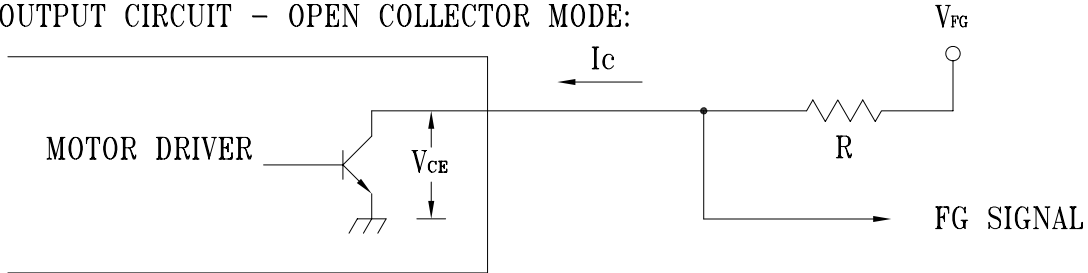 OUTPUT CIRCUIT - OPEN COLLECTOR MODE:
VFG
Ic
MOTOR DRIVER
VCE
R
FG SIGNAL